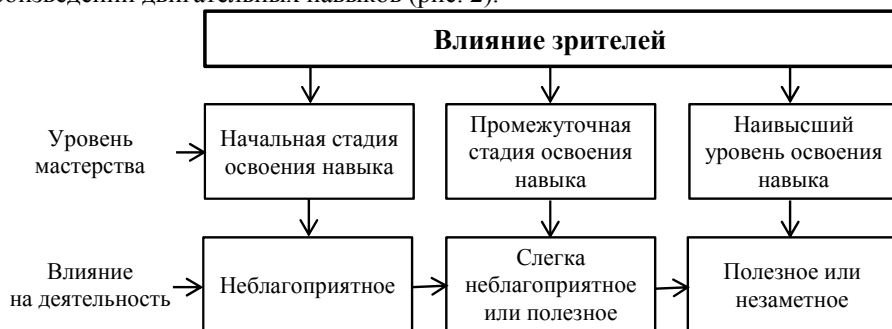 двигательных навыков (рис. 2).
Влияние зрителей
Уровень
мастерства
Начальная стадия
освоения навыка
Промежуточная
стадия освоения
навыка
Наивысший
уровень освоения
навыка
Влияние
на деятельность
Неблагоприятное
Слегка
неблагоприятное
или полезное
Полезное или
незаметное